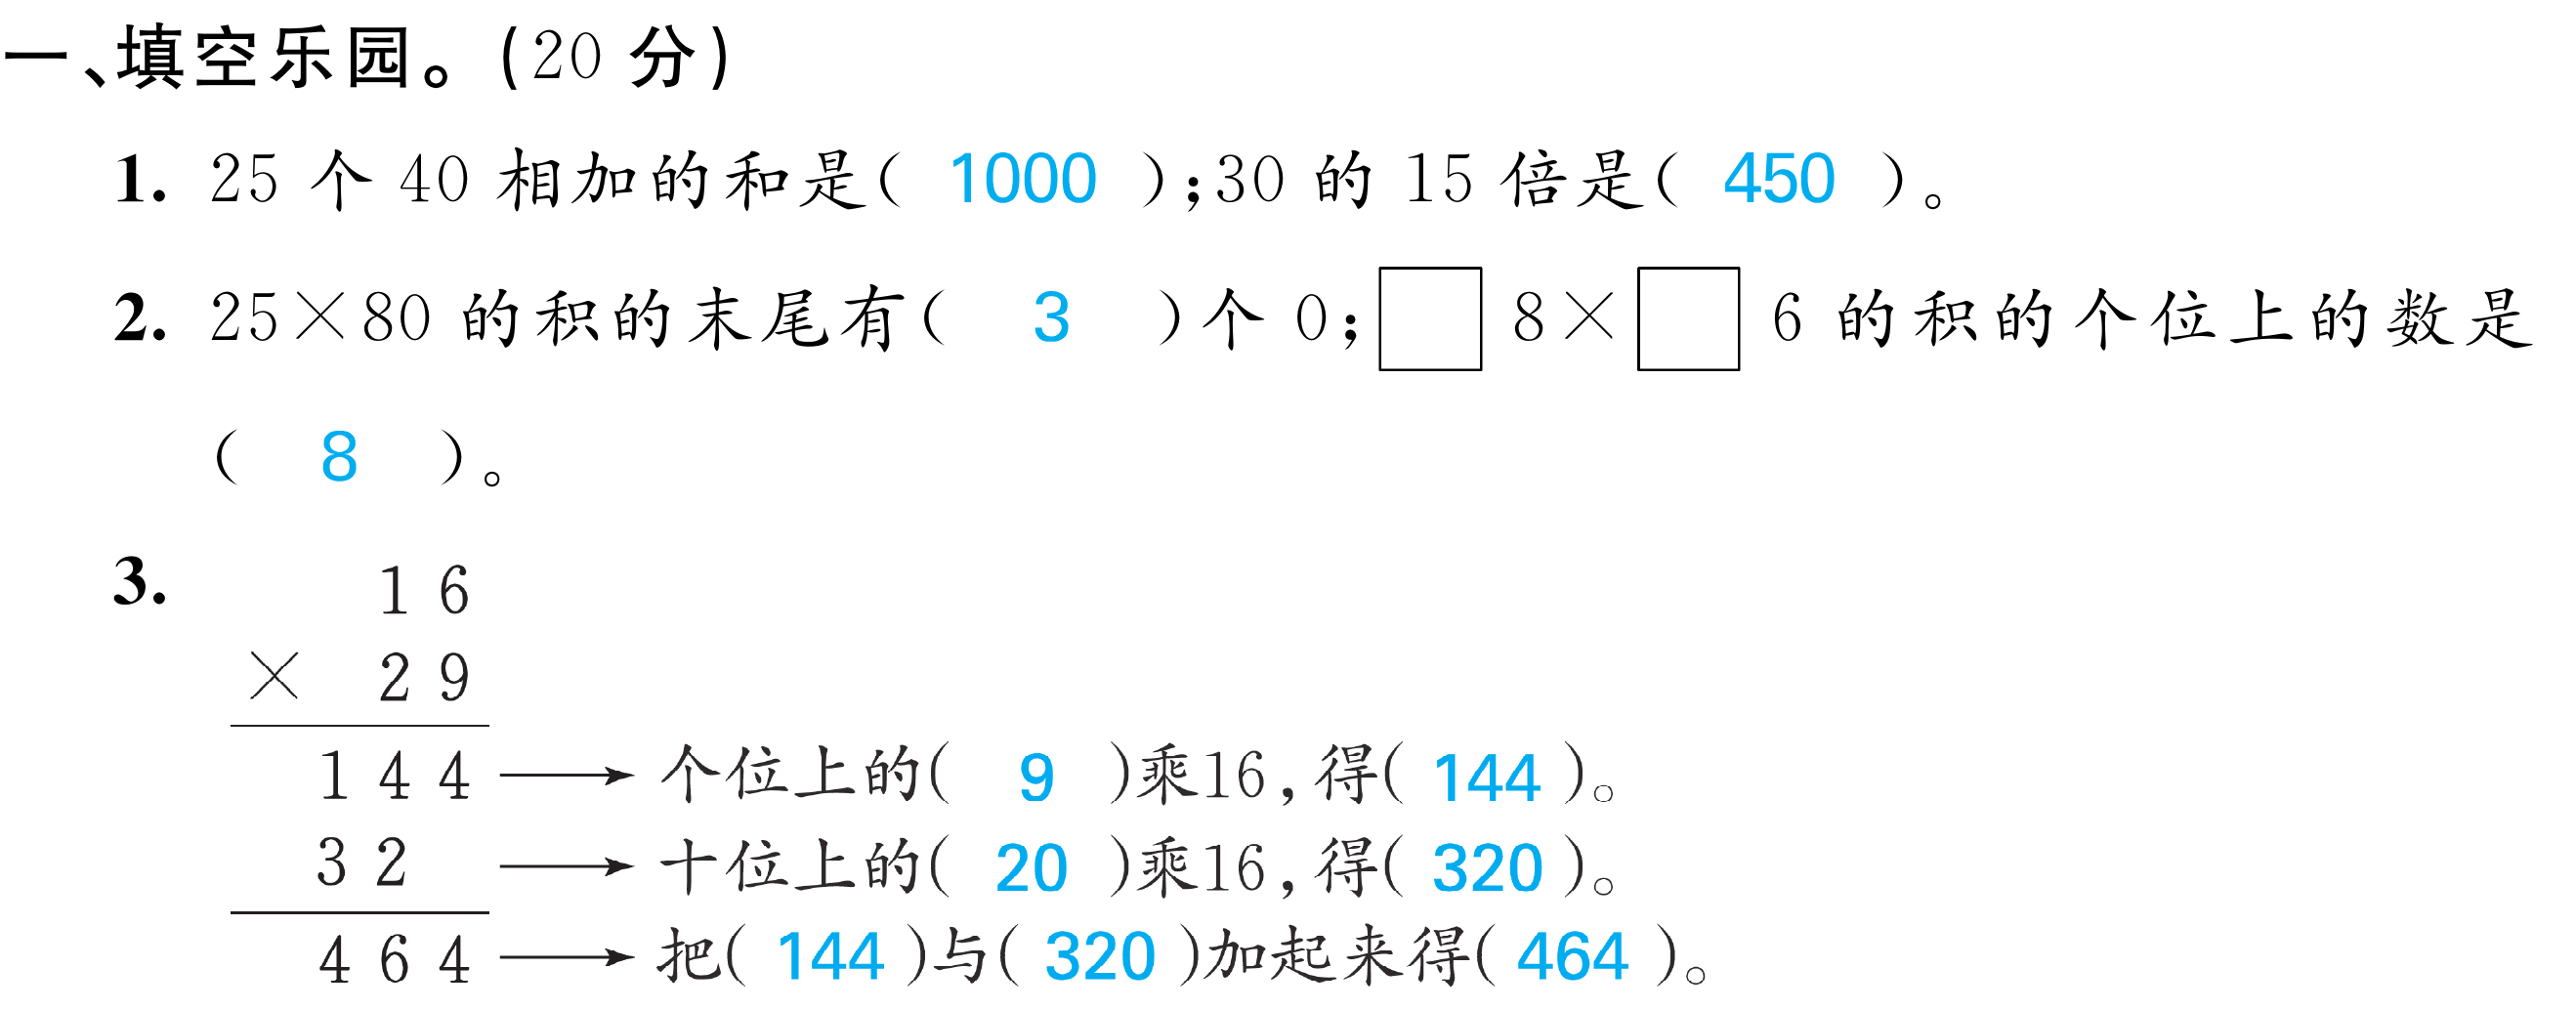 一、填空乐园。(20 分)
1. 25 个 40 相加的和是( 1000 );30 的 15 倍是( 450 )。
2. 25×80 的积的末尾有( 3 )个 0;□8×□6 的积的个位上的数是
( 8 )。
3. 1 6
× 2 9
1 4 4 → 个位上的( 9 )乘16,得( 144 )。
3 2 → 十位上的( 20 )乘16,得( 320 )。
4 6 4 → 把( 144 )与( 320 )加起来得( 464 )。